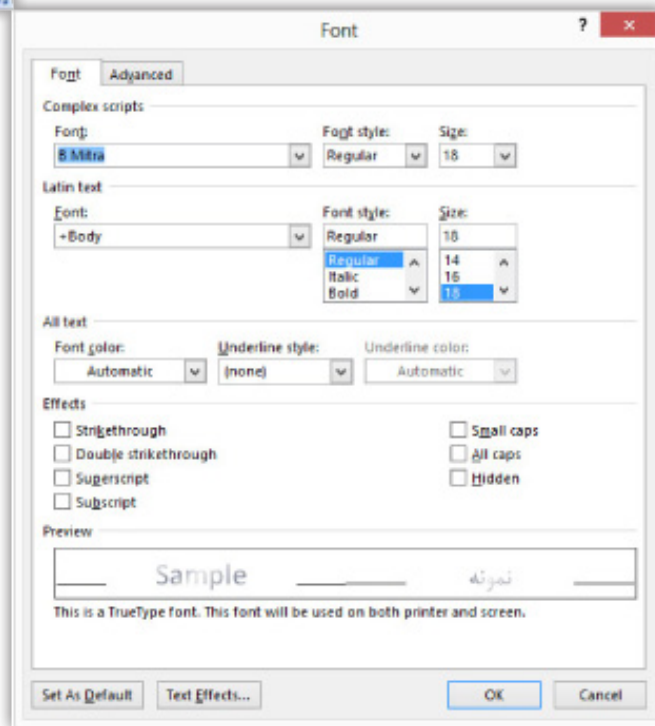 Font
?
Font Advanced
Complex scripts
Font: Font style: Size:
B Mitra Regular 18
Latin text
Font: Font style: Size:
+Body Regular 18
Regular 14
Italic 16
Bold 18
All text
Font color: Underline style: Underline color:
Automatic (none) Automatic
Effects
Strikethrough Small caps
Double strikethrough All caps
Superscript Hidden
Subscript
Preview
Sample نمونه
This is a TrueType font. This font will be used on both printer and screen.
Set As Default Text Effects... OK Cancel